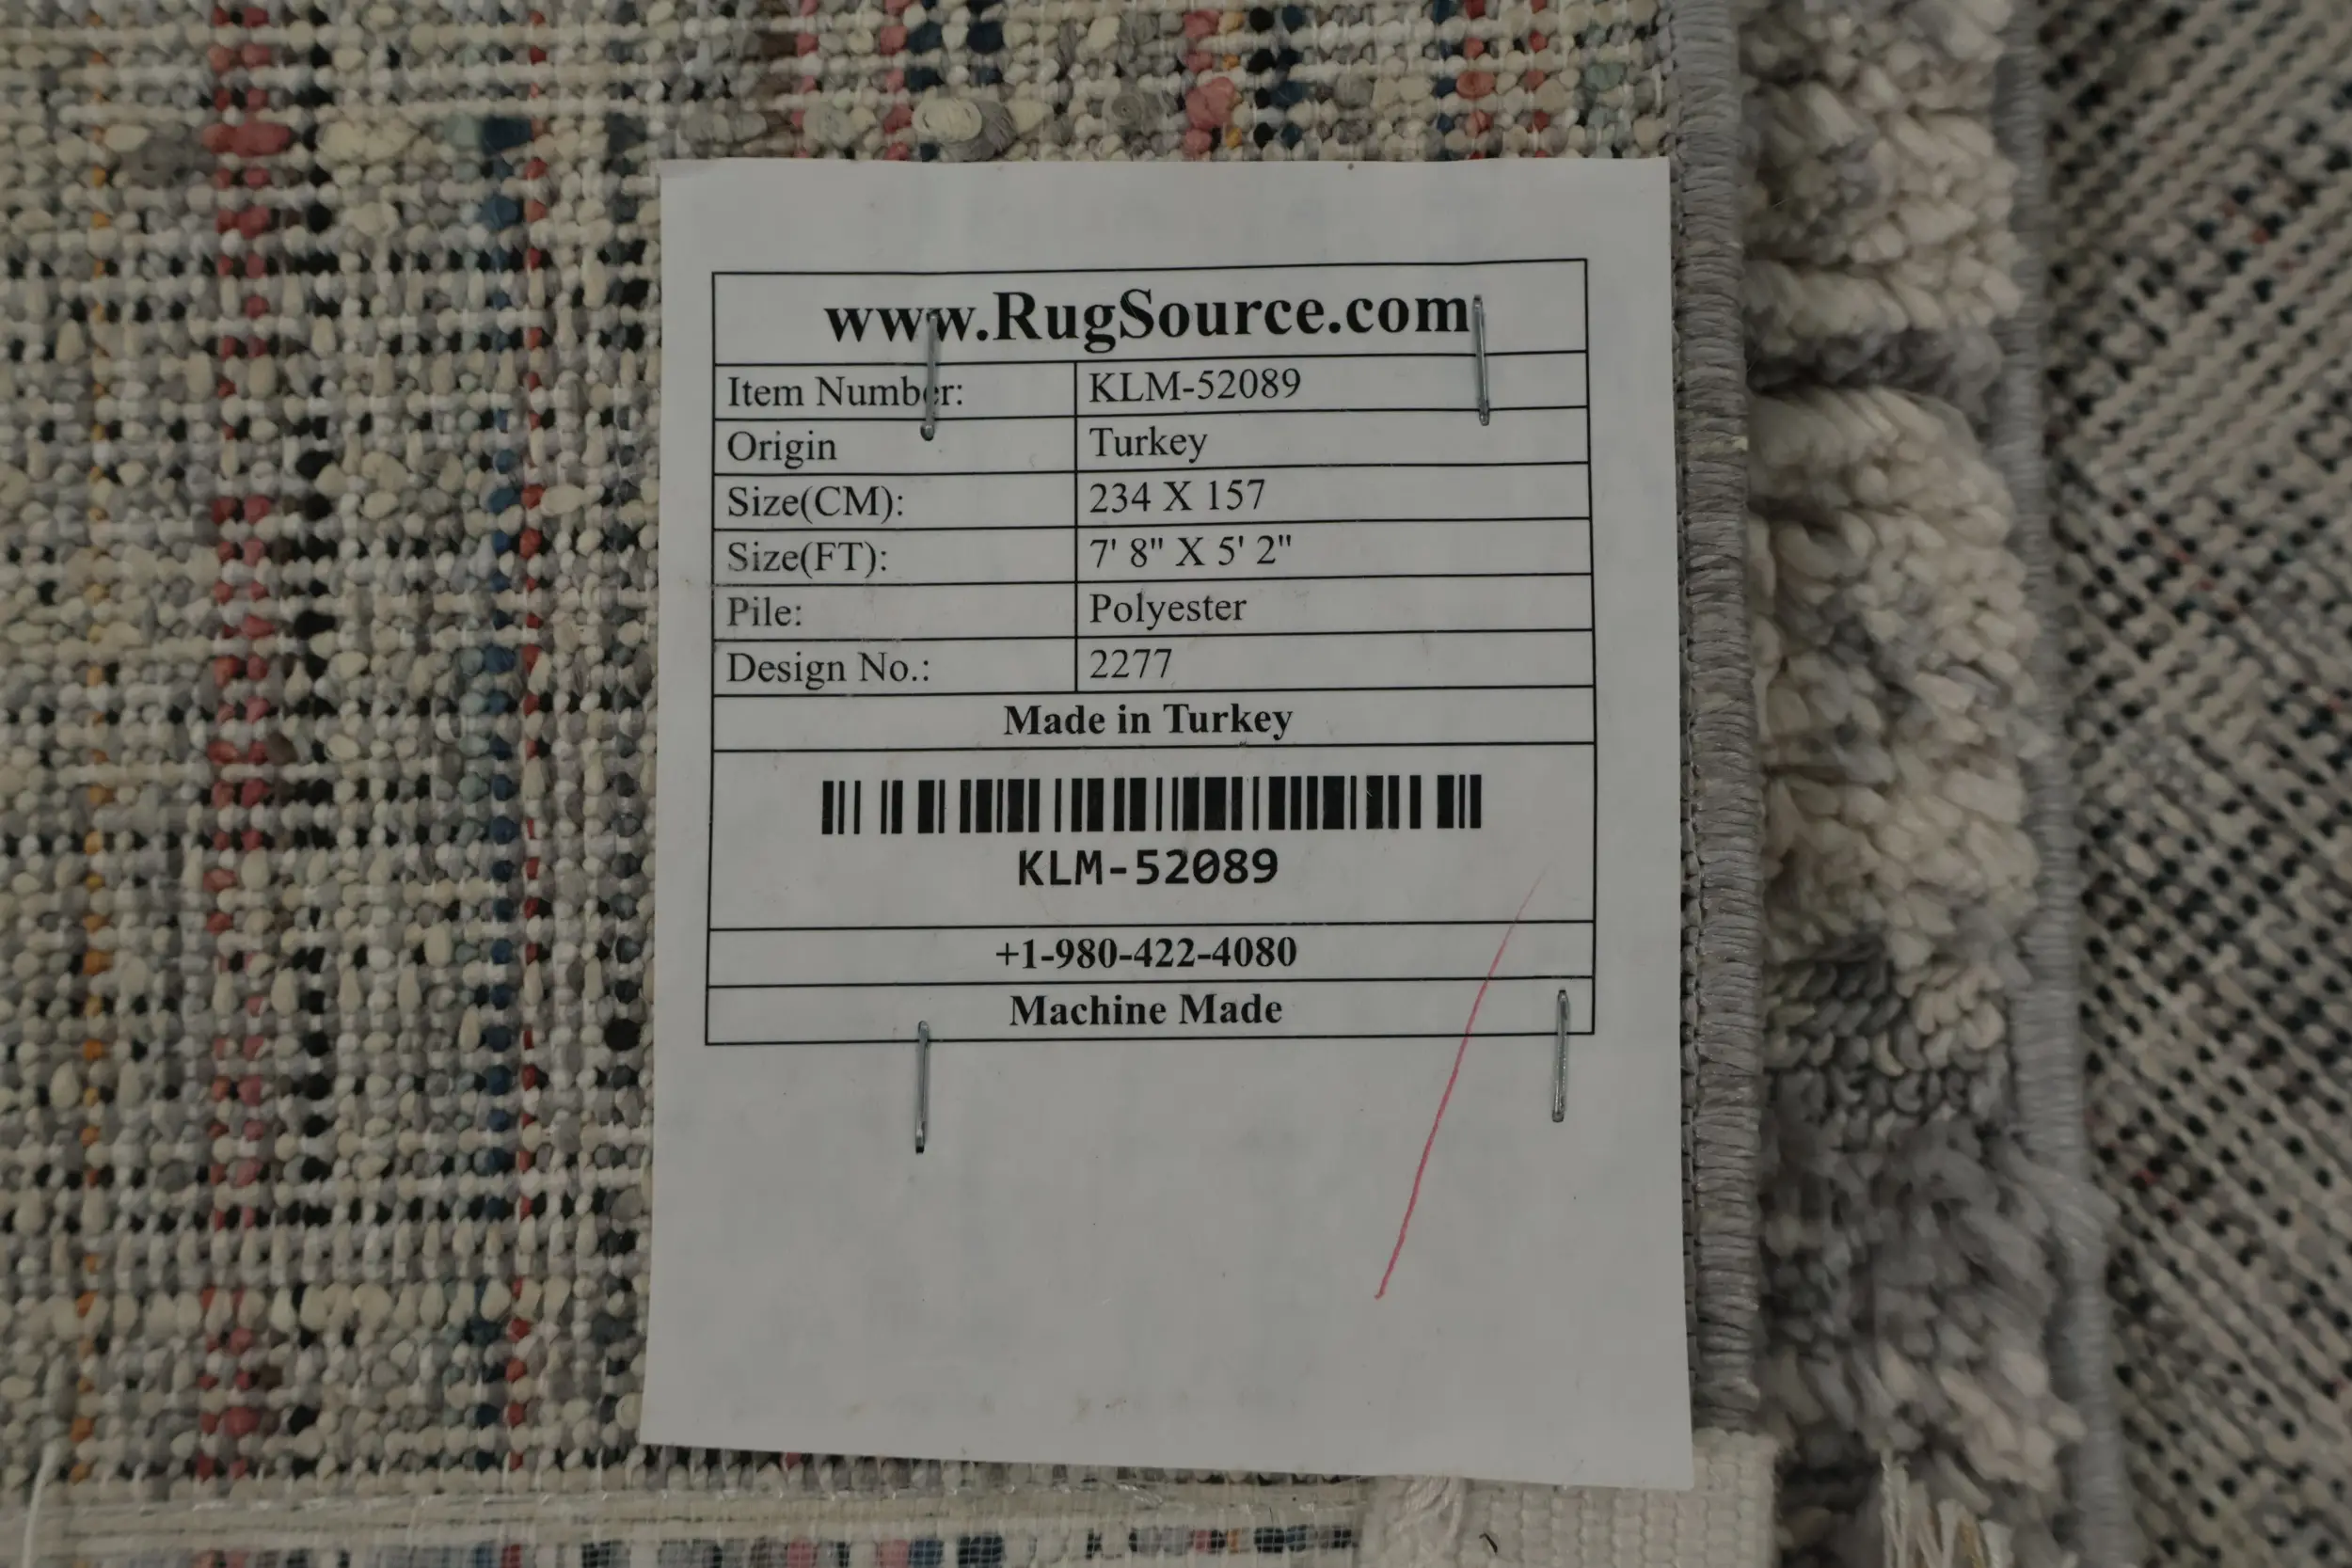 www.RugSource.com
Item Number: KLM-52089
Origin Turkey
Size(CM): 234 X 157
Size(FT): 7' 8" X 5' 2"
Pile: Polyester
Design No.: 2277
Made in Turkey
KLM-52089
+1-980-422-4080
Machine Made